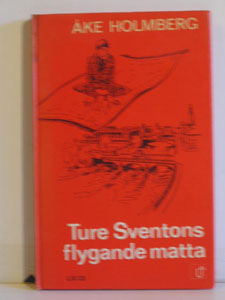 ÅKE HOLMBERG
Ture Sventons
flygande matta